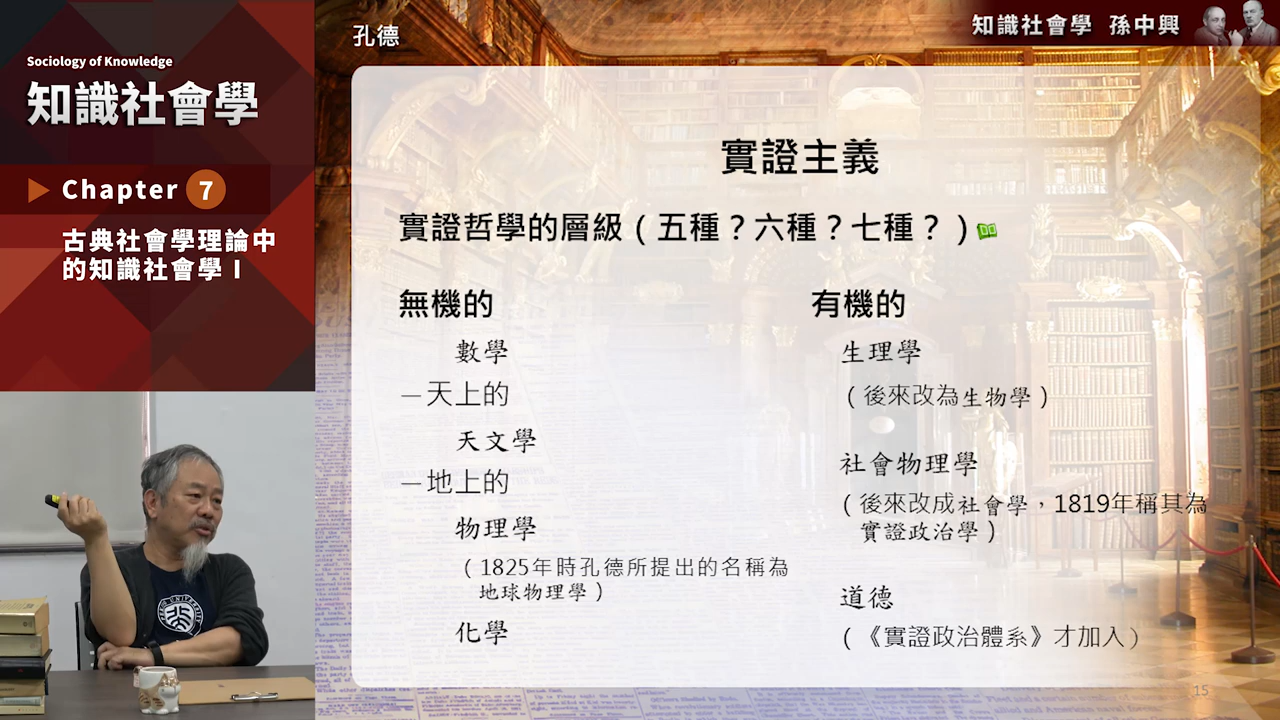 Sociology of Knowledge
知識社會學
Chapter 7
古典社會學理論中
的知識社會學 I
孔德
知識社會學 孫中興
實證主義
實證哲學的層級（五種？六種？七種？）
無機的
數學
—天上的
天文學
—地上的
物理學
（1825年時孔德所提出的名稱為
地球物理學）
化學
有機的
生理學
（後來改為生物學）
社會物理學
（後來改成社會學，1819年稱其為
實證政治學）
道德
（《實證政治體系》才加入）
15